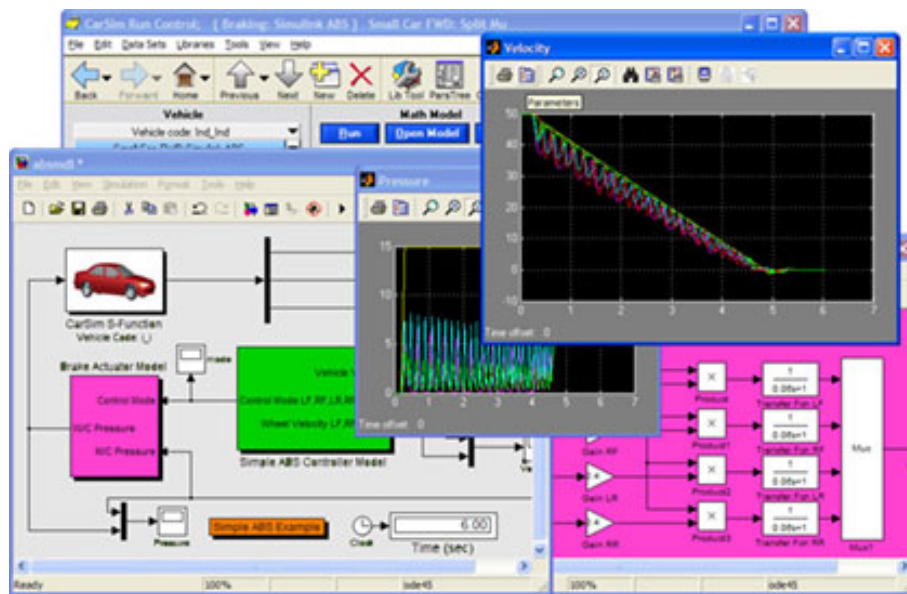 CarSim Run Control; { Braking: Simulink ABS } Small Car FWD: Split Mu
File Edit Data Sets Libraries Tools View Help
Back Forward Home Previous Next New Delete Lib Tool ParsTree
Vehicle
Math Model
Vehicle code: Ind_Ind
Run
Open Model
Velocity
Parameters
50
40
30
20
10
0
-10
0 1 2 3 4 5 6 7
Time offset: 0
absmdl *
File Edit View Simulation Format Tools Help
CarSim S-Function
Vehicle Code: i_i
Brake Actuator Model
mode
Control Mode
W/C Pressure
M/C Pressure
Control Mode LF,RF,LR,RR
Wheel Velocity LF,RF
Simple ABS Controller Model
Pressure
Simple ABS Example
Clock
6.00
Time (sec)
Ready 100% ode45
Pressure
15
10
5
0
0 1 2 3 4 5 6 7
Time offset: 0
Product
1
0.06s+1
Transfer Fcn LF
Gain RF
Product1
1
0.06s+1
Transfer Fcn RF
Gain LR
Product2
1
0.06s+1
Transfer Fcn LR
Gain RR
Product3
1
0.06s+1
Transfer Fcn RR
Mux
Mux1
100% ode45